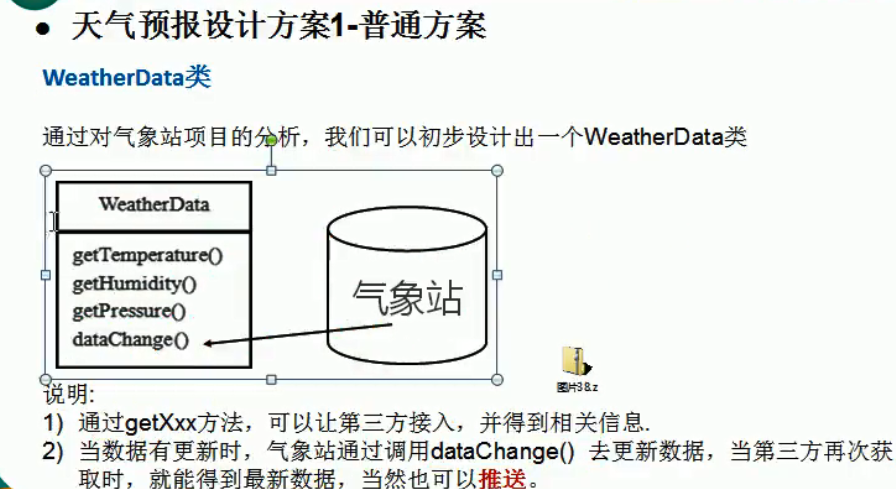 ● 天气预报设计方案1-普通方案
WeatherData类
通过对气象站项目的分析，我们可以初步设计出一个WeatherData类
WeatherData
getTemperature()
getHumidity()
getPressure()
dataChange()
气象站
图片38.z
说明:
1) 通过getXxx方法，可以让第三方接入，并得到相关信息.
2) 当数据有更新时，气象站通过调用dataChange() 去更新数据，当第三方再次获
取时，就能得到最新数据，当然也可以推送。